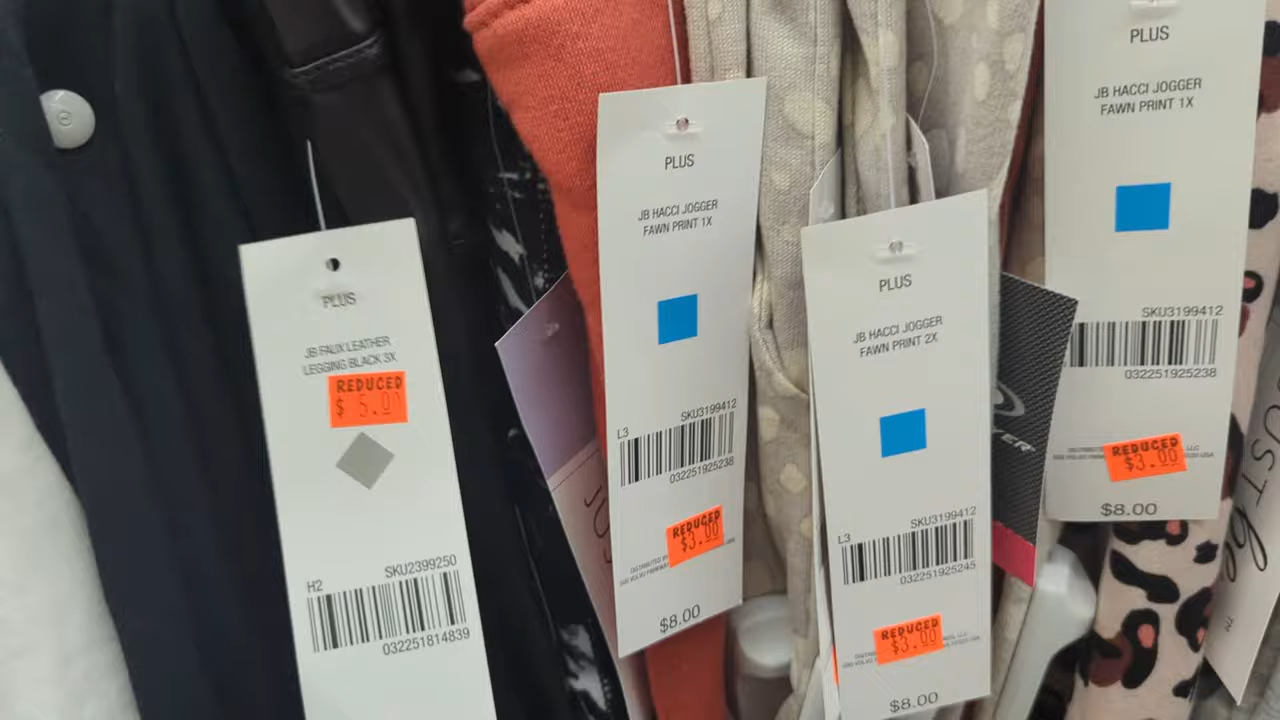 PLUS
JB FAUX LEATHER
LEGGING BLACK 3X
REDUCED
$ 5.00
H2
SKU2399250
032251814839
PLUS
JB HACCI JOGGER
FAWN PRINT 1X
L3
SKU3199412
032251925238
REDUCED
$3.00
DISTRIBUTED BY
$8.00
PLUS
JB HACCI JOGGER
FAWN PRINT 2X
L3
SKU3199412
032251925245
REDUCED
$3.00
$8.00
PLUS
JB HACCI JOGGER
FAWN PRINT 1X
SKU3199412
032251925238
REDUCED
$3.00
LLC
$8.00